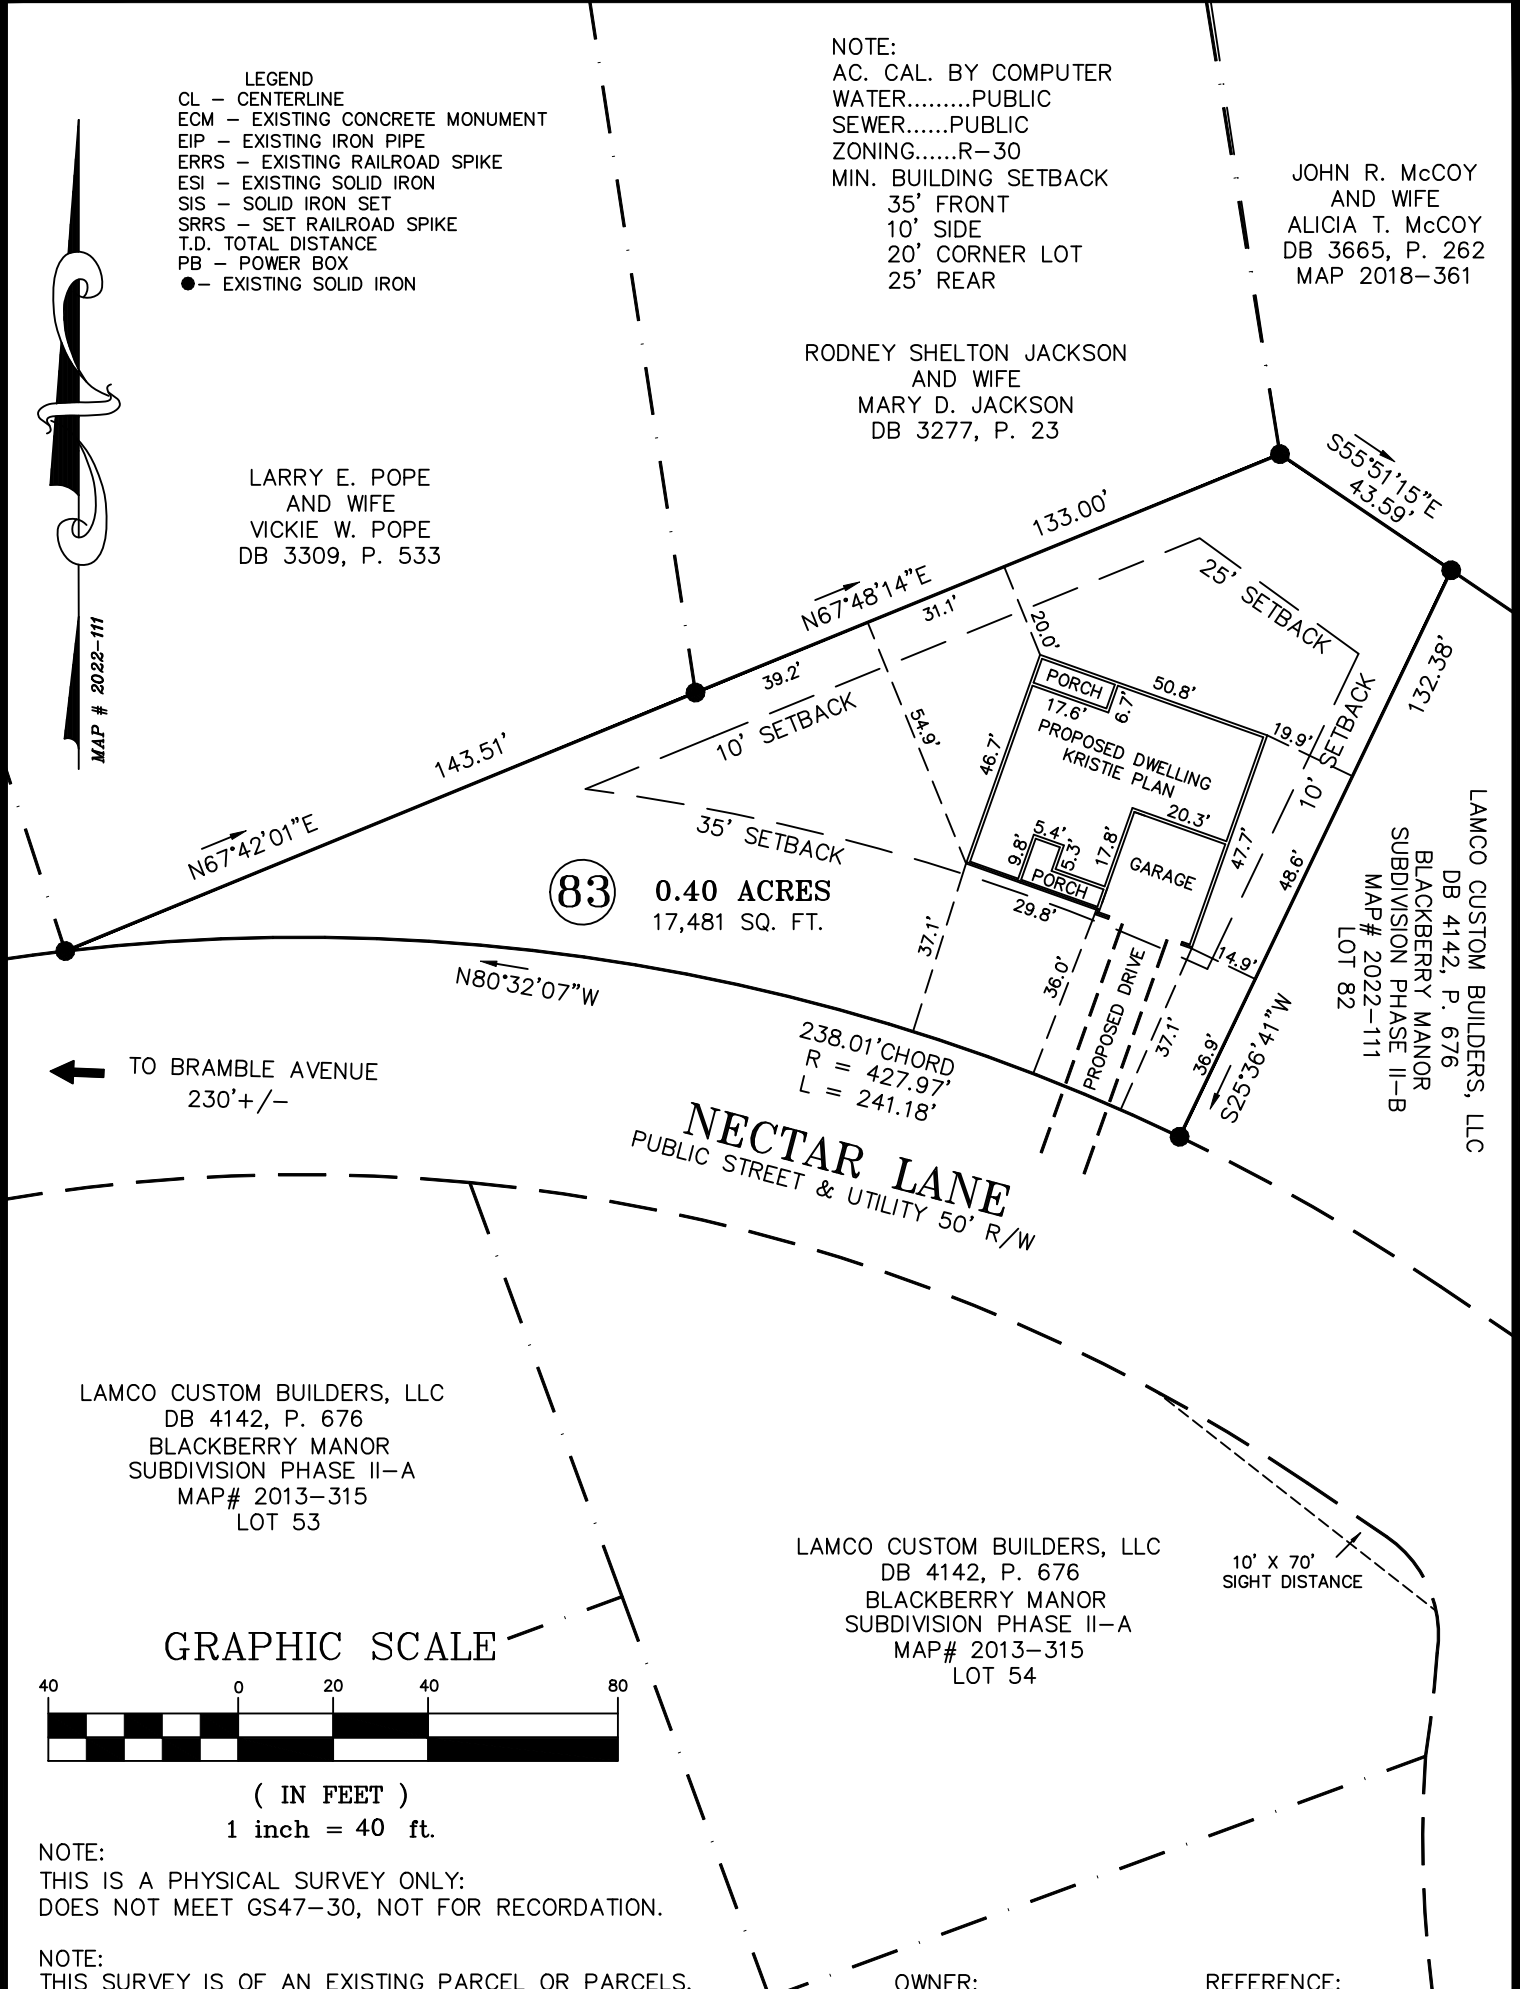 LEGEND
CL – CENTERLINE
ECM – EXISTING CONCRETE MONUMENT
EIP – EXISTING IRON PIPE
ERRS – EXISTING RAILROAD SPIKE
ESI – EXISTING SOLID IRON
SIS – SOLID IRON SET
SRRS – SET RAILROAD SPIKE
T.D. TOTAL DISTANCE
PB – POWER BOX
●– EXISTING SOLID IRON
NOTE:
AC. CAL. BY COMPUTER
WATER.........PUBLIC
SEWER......PUBLIC
ZONING......R–30
MIN. BUILDING SETBACK
35' FRONT
10' SIDE
20' CORNER LOT
25' REAR
JOHN R. McCOY
AND WIFE
ALICIA T. McCOY
DB 3665, P. 262
MAP 2018–361
RODNEY SHELTON JACKSON
AND WIFE
MARY D. JACKSON
DB 3277, P. 23
LARRY E. POPE
AND WIFE
VICKIE W. POPE
DB 3309, P. 533
MAP # 2022–111
S55°51'15"E
43.59'
133.00'
N67°48'14"E
31.1'
39.2'
20.0'
25' SETBACK
10' SETBACK
143.51'
N67°42'01"E
35' SETBACK
54.9'
46.7'
PORCH
17.6'
6.7'
50.8'
PROPOSED DWELLING
KRISTIE PLAN
19.9'
10' SETBACK
132.38'
20.3'
17.8'
5.4'
9.8'
5.3'
PORCH
GARAGE
47.7'
48.6'
29.8'
14.9'
37.1'
36.0'
PROPOSED DRIVE
37.1'
36.9'
S25°36'41"W
LAMCO CUSTOM BUILDERS, LLC
DB 4142, P. 676
BLACKBERRY MANOR
SUBDIVISION PHASE II–B
MAP# 2022–111
LOT 82
83
0.40 ACRES
17,481 SQ. FT.
N80°32'07"W
238.01'CHORD
R = 427.97'
L = 241.18'
TO BRAMBLE AVENUE
230'+/–
NECTAR LANE
PUBLIC STREET & UTILITY 50' R/W
LAMCO CUSTOM BUILDERS, LLC
DB 4142, P. 676
BLACKBERRY MANOR
SUBDIVISION PHASE II–A
MAP# 2013–315
LOT 53
LAMCO CUSTOM BUILDERS, LLC
DB 4142, P. 676
BLACKBERRY MANOR
SUBDIVISION PHASE II–A
MAP# 2013–315
LOT 54
10' X 70'
SIGHT DISTANCE
GRAPHIC SCALE
40 0 20 40 80
( IN FEET )
1 inch = 40 ft.
NOTE:
THIS IS A PHYSICAL SURVEY ONLY:
DOES NOT MEET GS47–30, NOT FOR RECORDATION.
NOTE:
THIS SURVEY IS OF AN EXISTING PARCEL OR PARCELS.
OWNER:
REFERENCE: